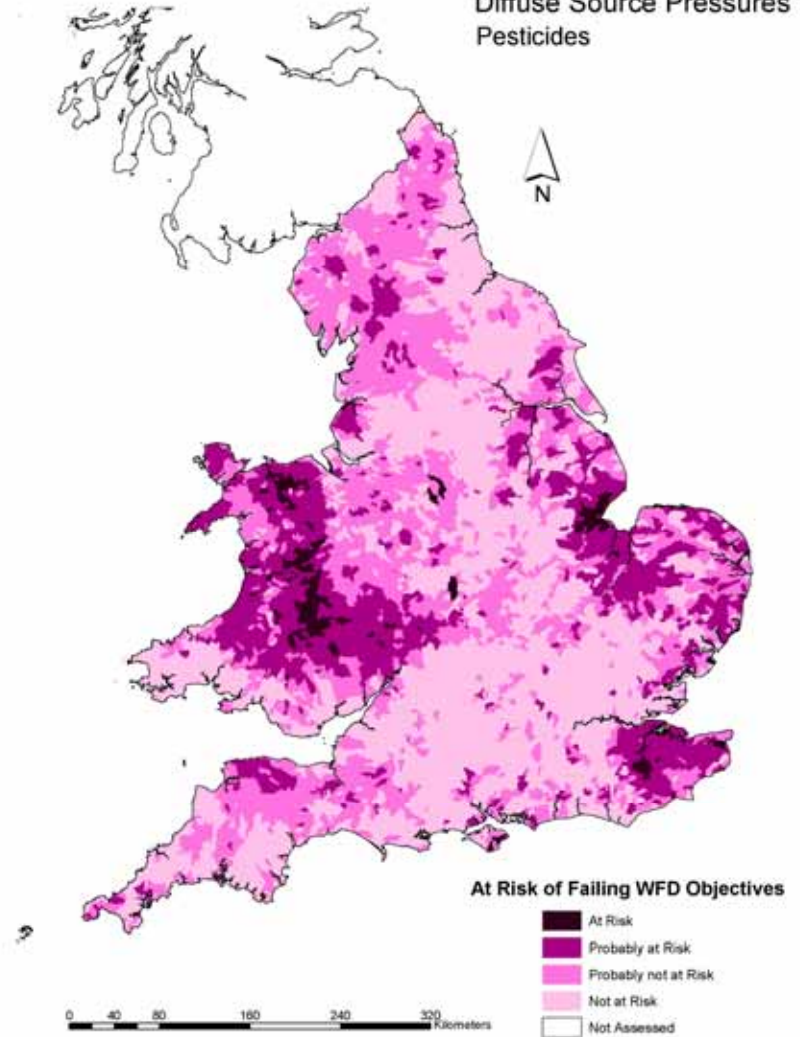 Diffuse Source Pressures
Pesticides
N
At Risk of Failing WFD Objectives
At Risk
Probably at Risk
Probably not at Risk
Not at Risk
Not Assessed
0 40 80 160 240 320
Kilometers